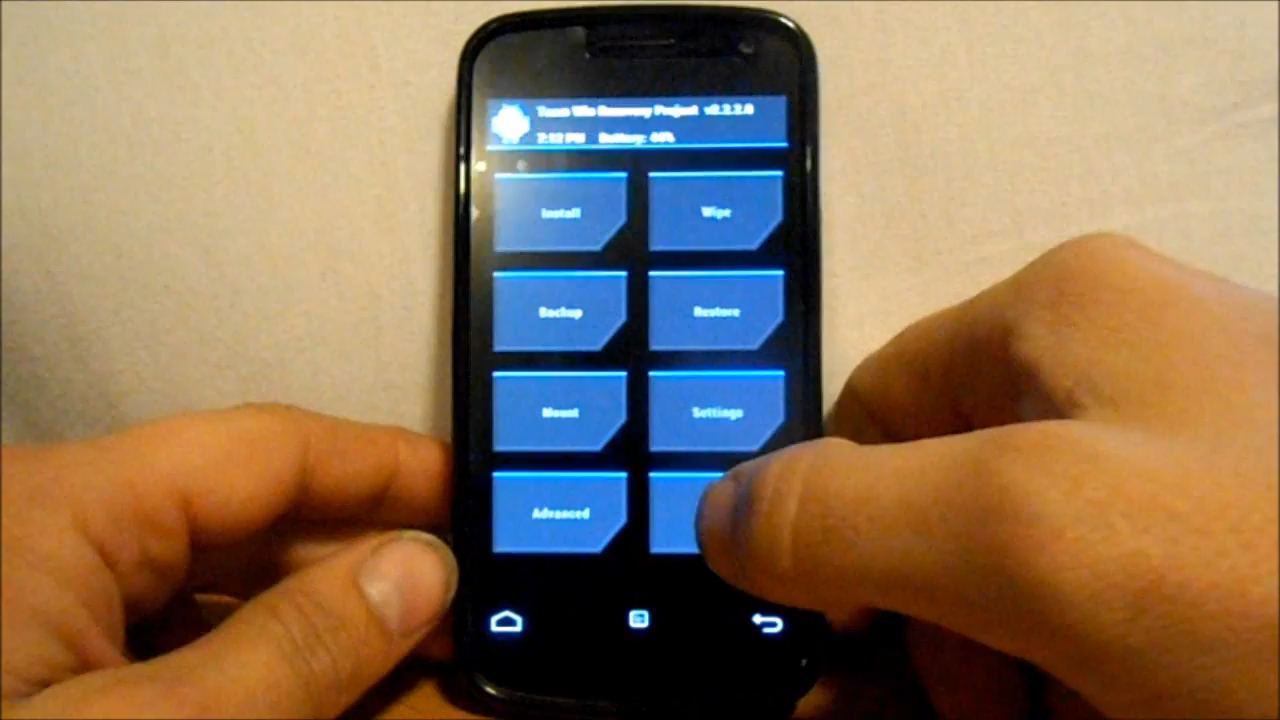 Team Win Recovery Project v2.2.2.0
7:12 PM Battery:
Install
Wipe
Backup
Restore
Mount
Settings
Advanced